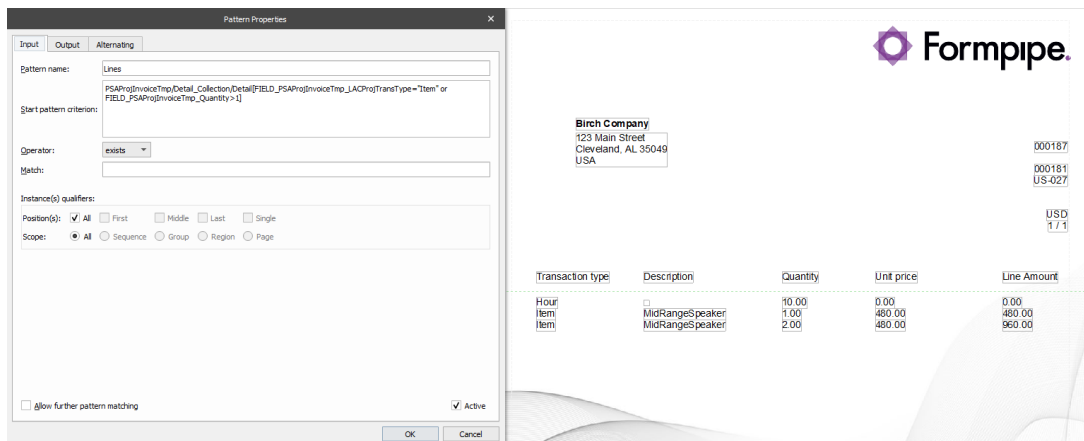 Pattern Properties
Input Output Alternating
Pattern name: Lines
Start pattern criterion: PSAProjInvoiceTmp/Detail_Collection/Detail[FIELD_PSAProjInvoiceTmp_LACProjTransType="Item" or
FIELD_PSAProjInvoiceTmp_Quantity>1]
Operator: exists
Match:
Instance(s) qualifiers:
Position(s): All First Middle Last Single
Scope: All Sequence Group Region Page
Allow further pattern matching Active
OK Cancel
Formpipe.
Birch Company
123 Main Street
Cleveland, AL 35049
USA
000187
000181
US-027
USD
1 / 1
Transaction type Description Quantity Unit price Line Amount
Hour 10.00 0.00 0.00
Item MidRangeSpeaker 1.00 480.00 480.00
Item MidRangeSpeaker 2.00 480.00 960.00